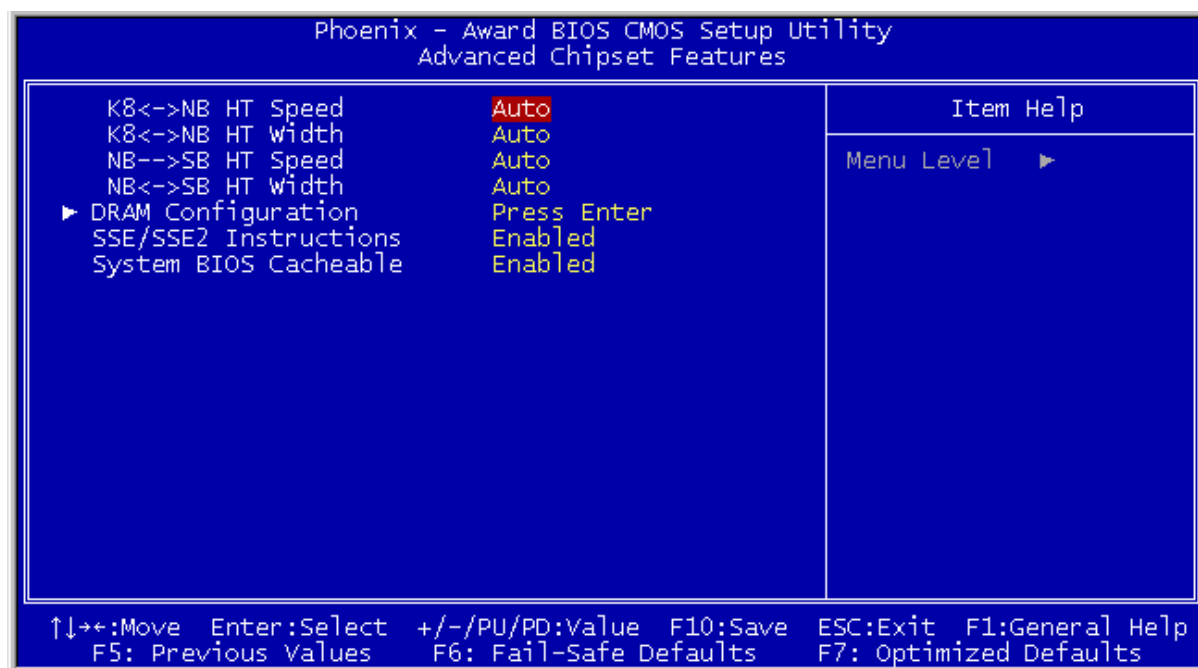 Phoenix – Award BIOS CMOS Setup Utility
Advanced Chipset Features
K8<->NB HT Speed Auto
K8<->NB HT Width Auto
NB-->SB HT Speed Auto
NB<->SB HT Width Auto
► DRAM Configuration Press Enter
SSE/SSE2 Instructions Enabled
System BIOS Cacheable Enabled
Item Help
Menu Level ►
↑↓→←:Move Enter:Select +/-/PU/PD:Value F10:Save ESC:Exit F1:General Help
F5: Previous Values F6: Fail-Safe Defaults F7: Optimized Defaults